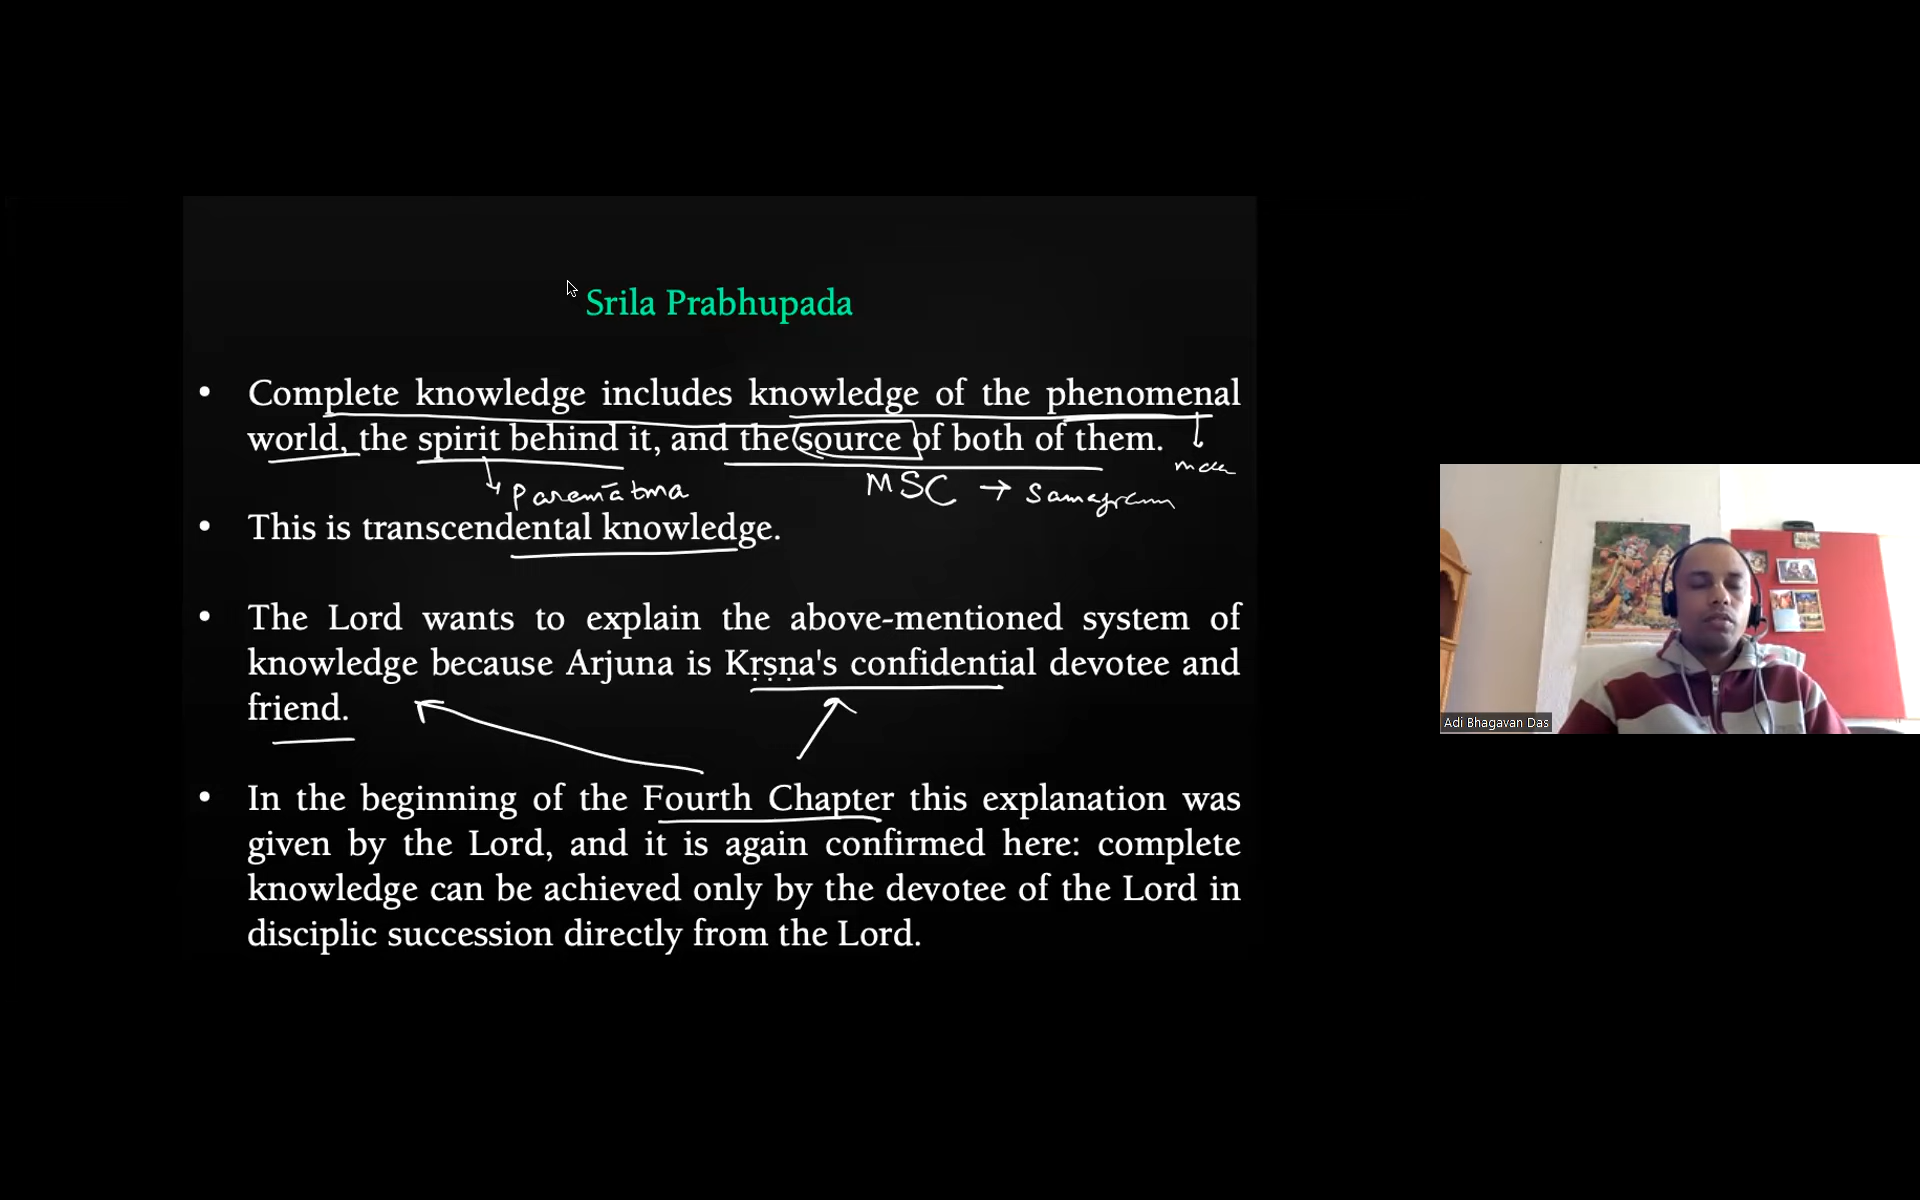 Srila Prabhupada
• Complete knowledge includes knowledge of the phenomenal
world, the spirit behind it, and the source of both of them.
Paramātma
MSC → Samagram
• This is transcendental knowledge.
• The Lord wants to explain the above-mentioned system of
knowledge because Arjuna is Kṛṣṇa's confidential devotee and
friend.
• In the beginning of the Fourth Chapter this explanation was
given by the Lord, and it is again confirmed here: complete
knowledge can be achieved only by the devotee of the Lord in
disciplic succession directly from the Lord.
Adi Bhagavan Das